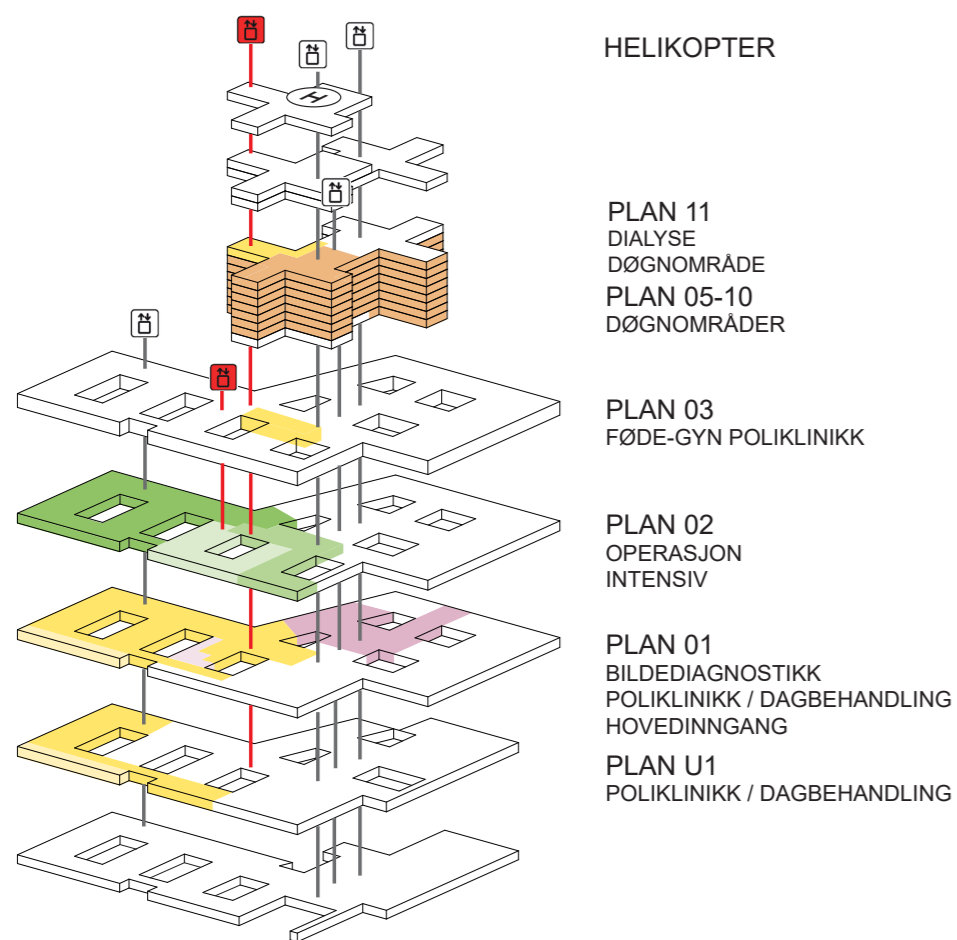 HELIKOPTER
H
PLAN 11
DIALYSE
DØGNOMRÅDE
PLAN 05-10
DØGNOMRÅDER
PLAN 03
FØDE-GYN POLIKLINIKK
PLAN 02
OPERASJON
INTENSIV
PLAN 01
BILDEDIAGNOSTIKK
POLIKLINIKK / DAGBEHANDLING
HOVEDINNGANG
PLAN U1
POLIKLINIKK / DAGBEHANDLING